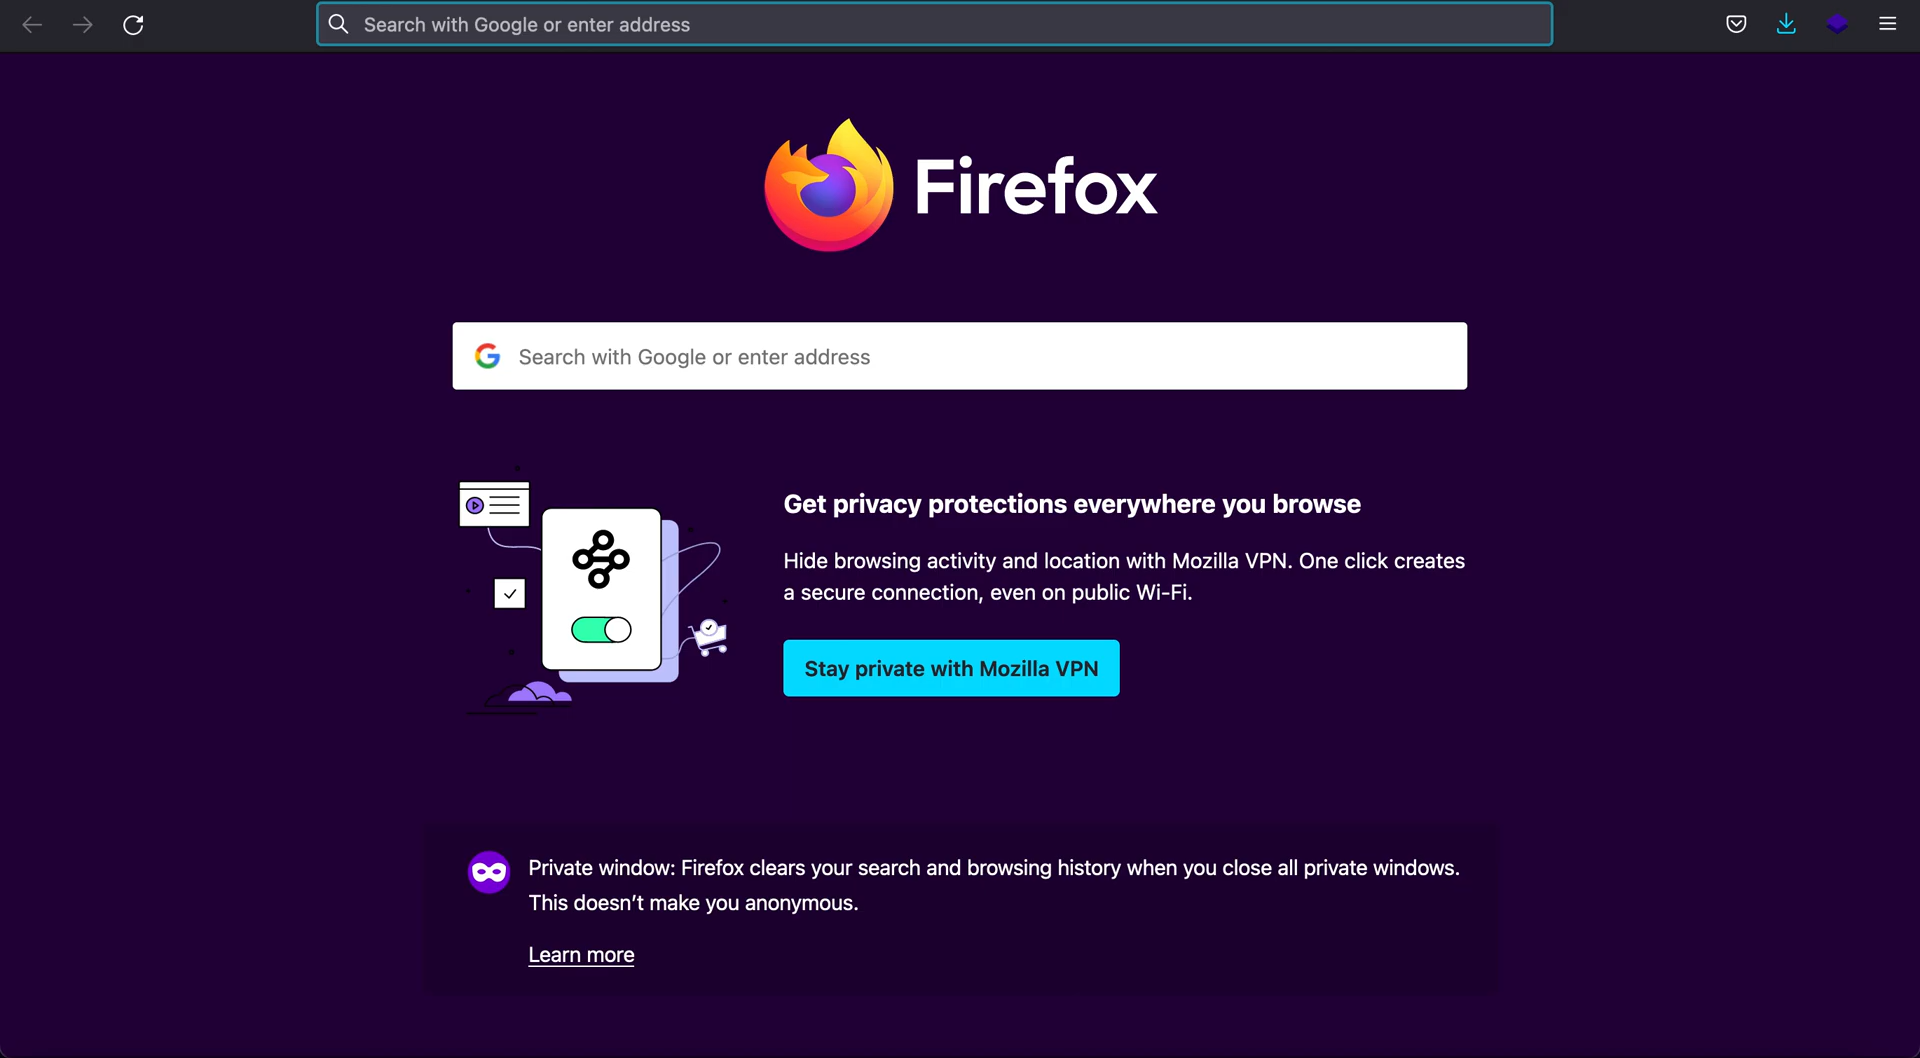 Search with Google or enter address
Firefox
Search with Google or enter address
Get privacy protections everywhere you browse
Hide browsing activity and location with Mozilla VPN. One click creates
a secure connection, even on public Wi-Fi.
Stay private with Mozilla VPN
Private window: Firefox clears your search and browsing history when you close all private windows.
This doesn’t make you anonymous.
Learn more